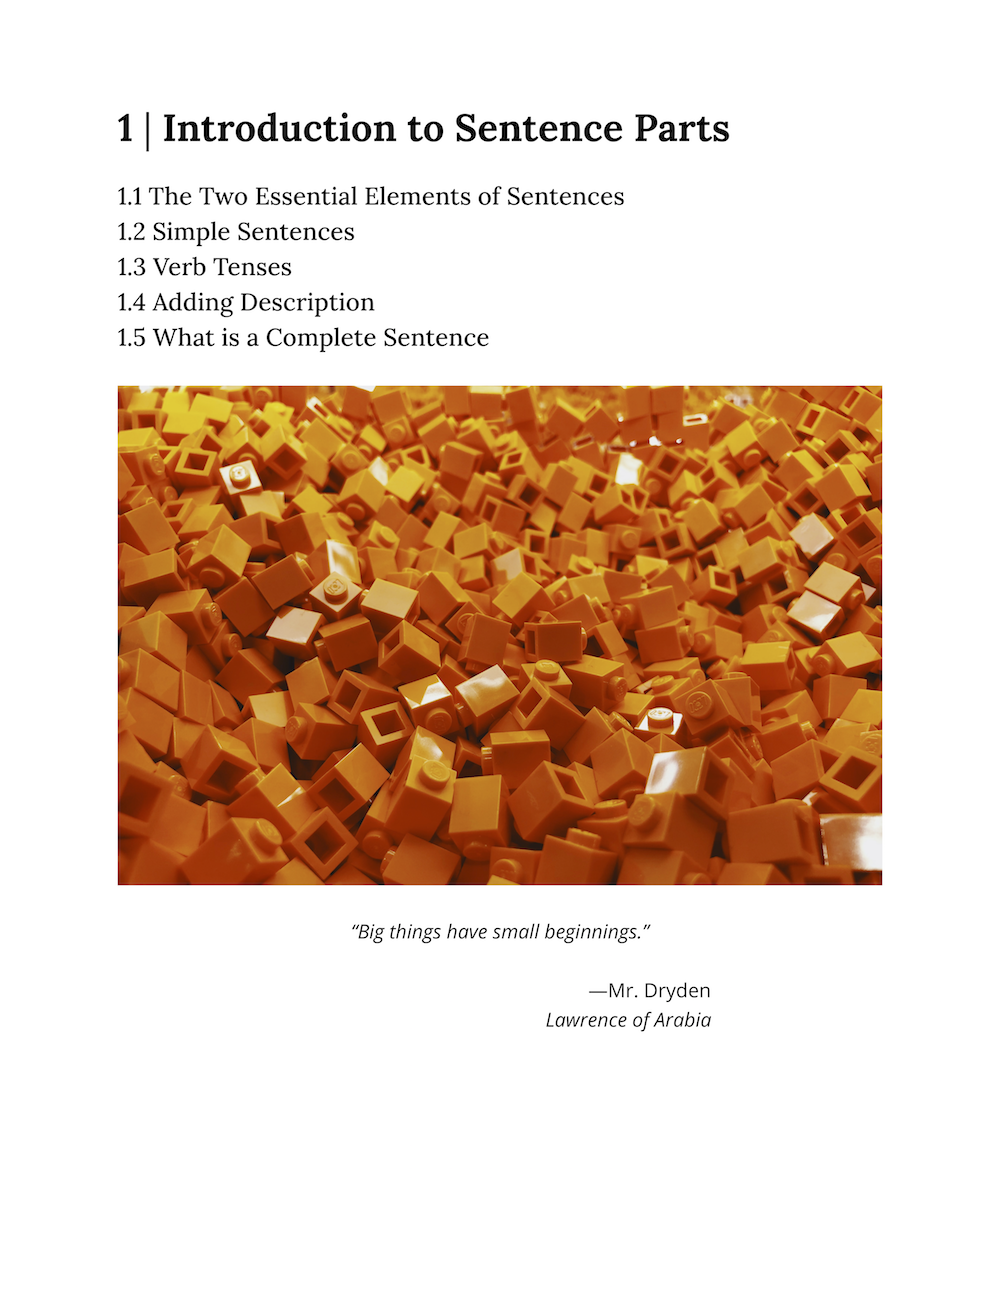 1 | Introduction to Sentence Parts
1.1 The Two Essential Elements of Sentences
1.2 Simple Sentences
1.3 Verb Tenses
1.4 Adding Description
1.5 What is a Complete Sentence
“Big things have small beginnings.”
—Mr. Dryden
Lawrence of Arabia